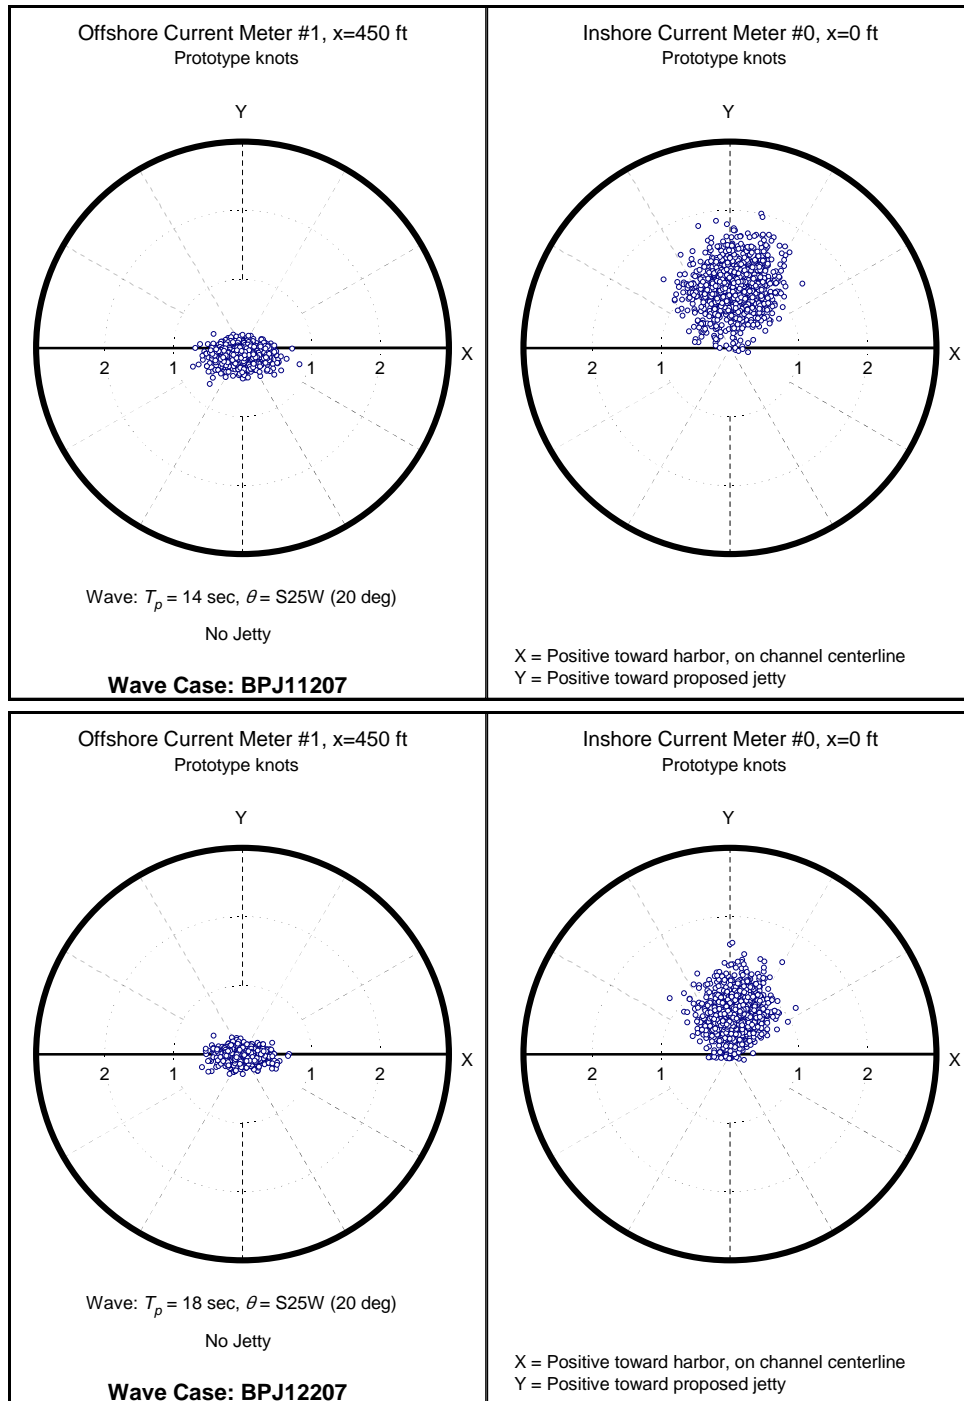 Offshore Current Meter #1, x=450 ft
Prototype knots
Y
X
2 1 1 2
Wave: Tp = 14 sec, θ = S25W (20 deg)
No Jetty
Wave Case: BPJ11207
Inshore Current Meter #0, x=0 ft
Prototype knots
Y
X
2 1 1 2
X = Positive toward harbor, on channel centerline
Y = Positive toward proposed jetty
Offshore Current Meter #1, x=450 ft
Prototype knots
Y
X
2 1 1 2
Wave: Tp = 18 sec, θ = S25W (20 deg)
No Jetty
Wave Case: BPJ12207
Inshore Current Meter #0, x=0 ft
Prototype knots
Y
X
2 1 1 2
X = Positive toward harbor, on channel centerline
Y = Positive toward proposed jetty